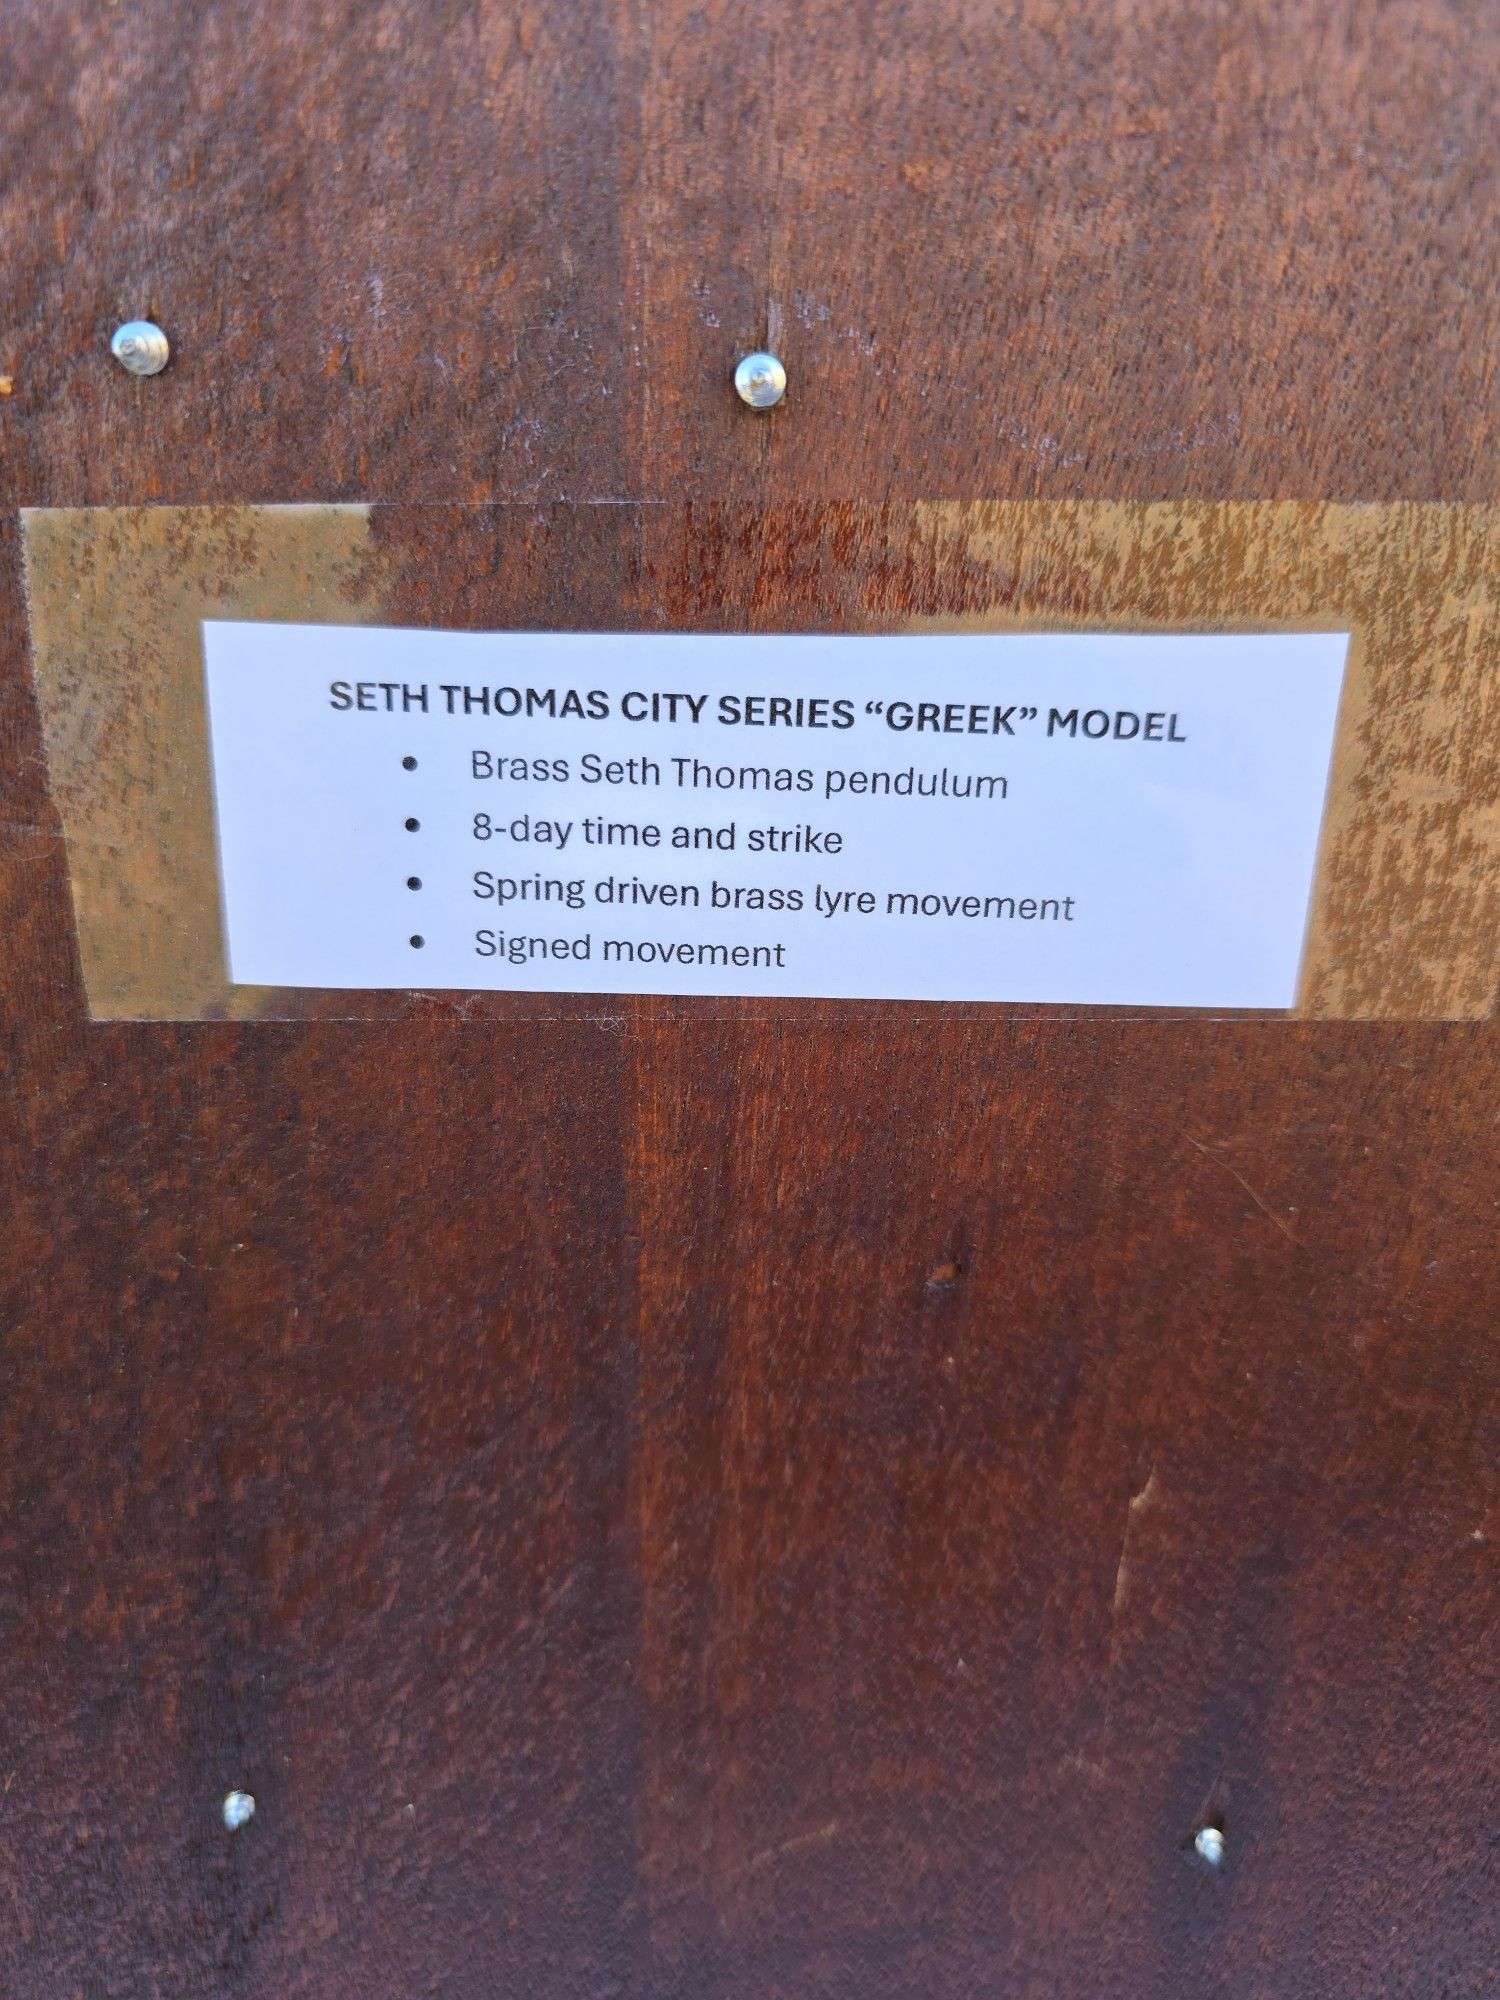 SETH THOMAS CITY SERIES “GREEK” MODEL
• Brass Seth Thomas pendulum
• 8-day time and strike
• Spring driven brass lyre movement
• Signed movement